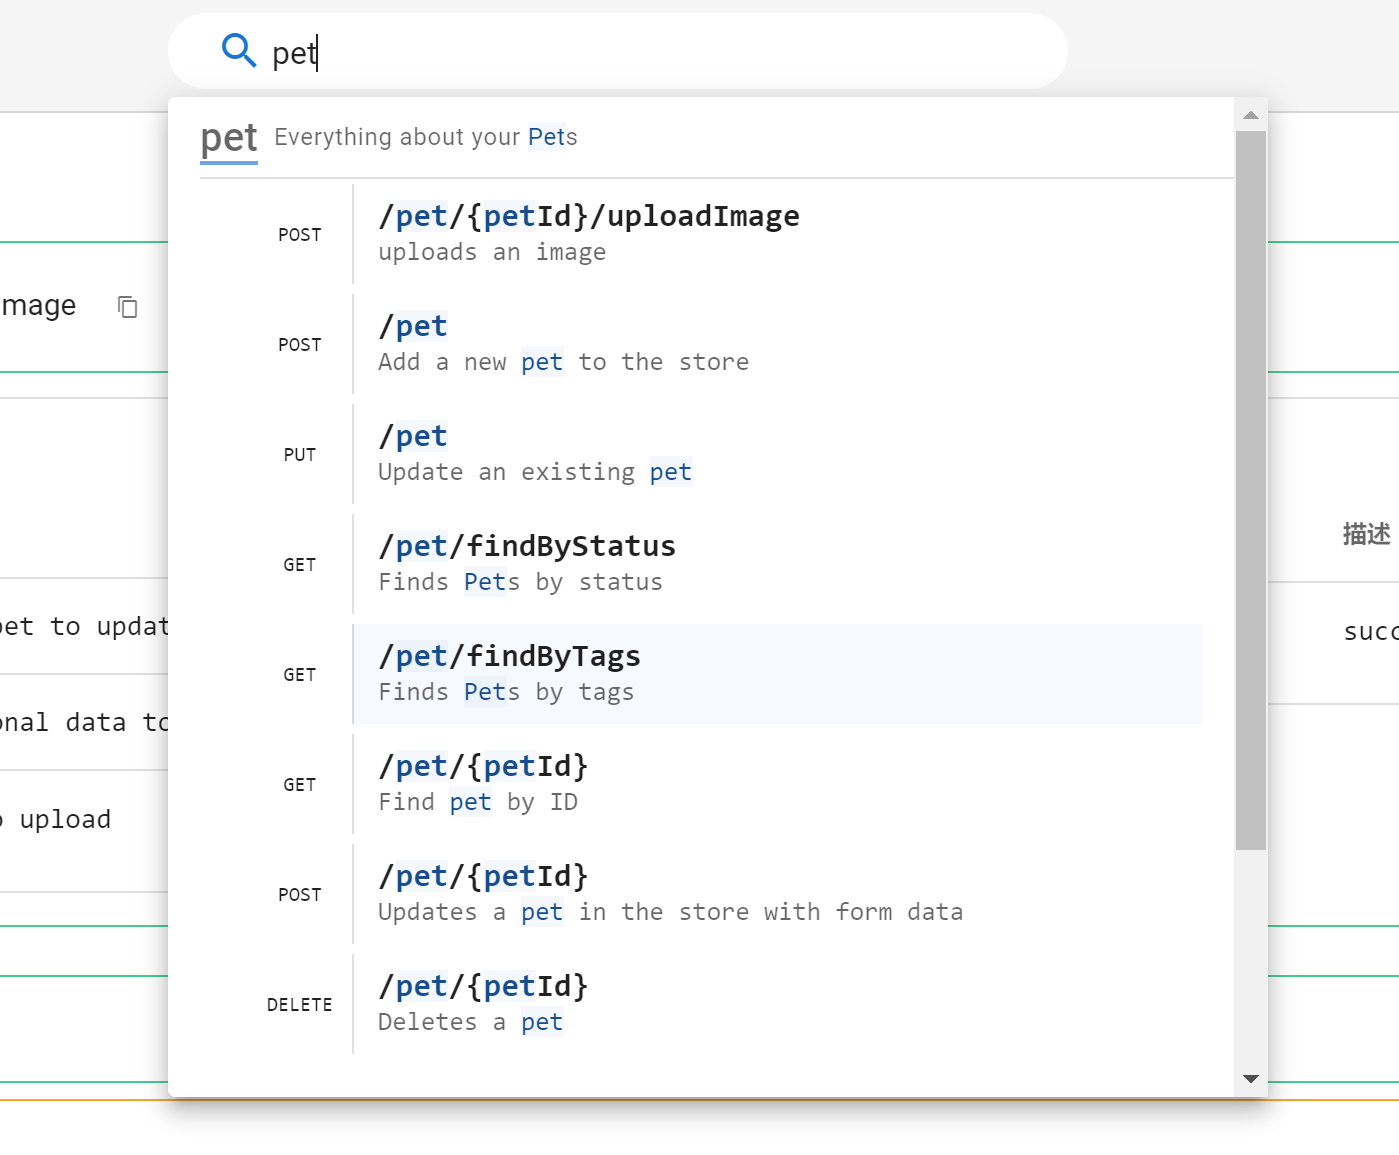 pet
pet Everything about your Pets
POST /pet/{petId}/uploadImage
uploads an image
mage
POST /pet
Add a new pet to the store
PUT /pet
Update an existing pet
GET /pet/findByStatus
描述
Finds Pets by status
pet to updat
succ
GET /pet/findByTags
Finds Pets by tags
onal data to
GET /pet/{petId}
Find pet by ID
upload
POST /pet/{petId}
Updates a pet in the store with form data
DELETE /pet/{petId}
Deletes a pet